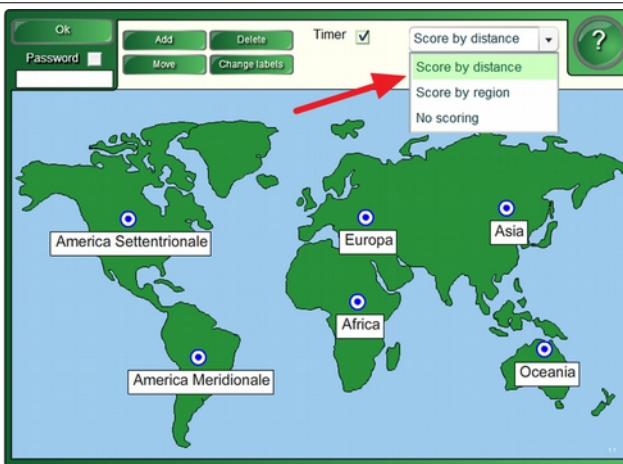 Ok
Password
Add
Delete
Move
Change labels
Timer
Score by distance
?
Score by distance
Score by region
No scoring
America Settentrionale
Europa
Asia
Africa
America Meridionale
Oceania